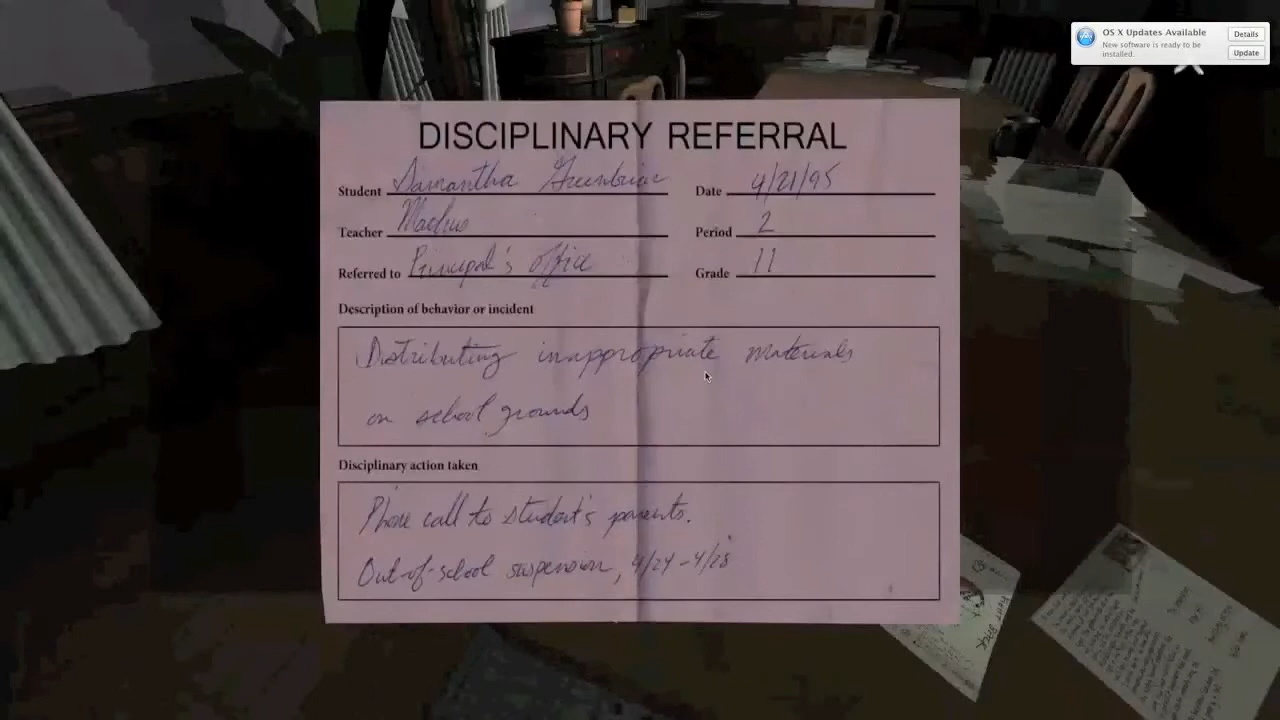 OS X Updates Available
New software is ready to be
installed.
Details
Update
DISCIPLINARY REFERRAL
Student Samantha Greenbriar Date 4/21/95
Teacher Period 2
Referred to Principal's office Grade 11
Description of behavior or incident
Distributing inappropriate materials
on school grounds
Disciplinary action taken
Phone call to student's parents.
Out-of-school suspension, 4/24-4/28